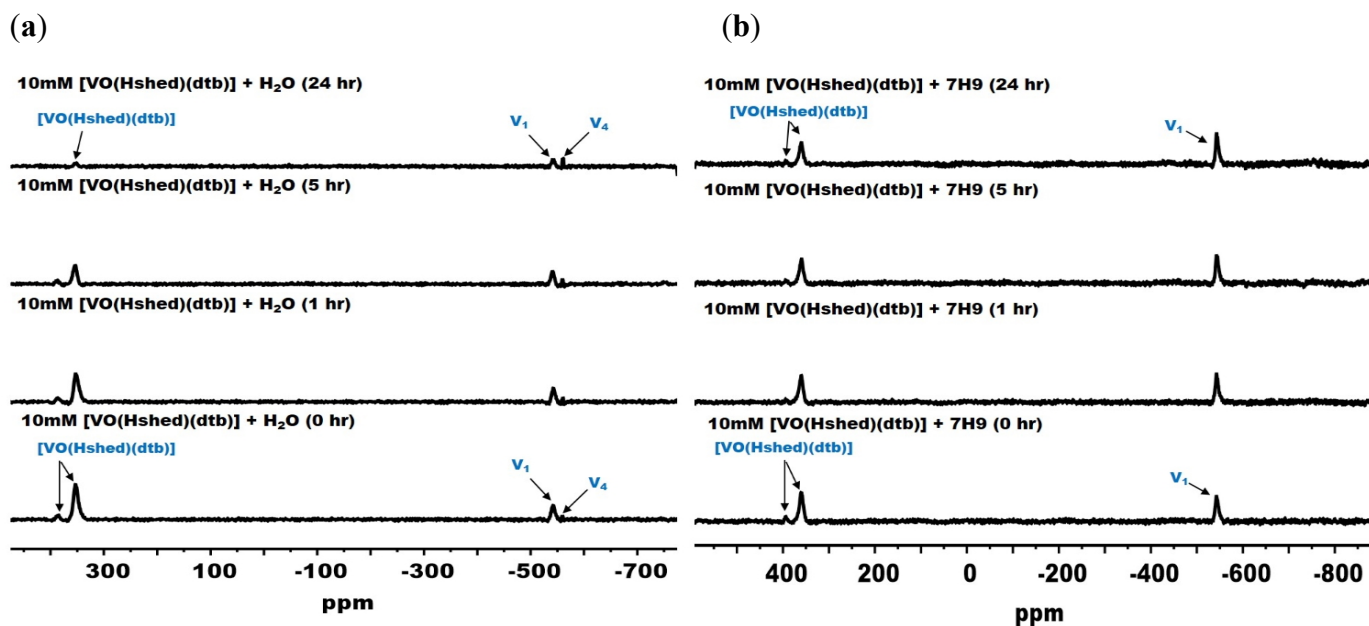 (a)
10mM [VO(Hshed)(dtb)] + H₂O (24 hr)
[VO(Hshed)(dtb)]
V₁
V₄
10mM [VO(Hshed)(dtb)] + H₂O (5 hr)
10mM [VO(Hshed)(dtb)] + H₂O (1 hr)
10mM [VO(Hshed)(dtb)] + H₂O (0 hr)
[VO(Hshed)(dtb)]
V₁
V₄
300 100 -100 -300 -500 -700
ppm
(b)
10mM [VO(Hshed)(dtb)] + 7H9 (24 hr)
[VO(Hshed)(dtb)]
V₁
10mM [VO(Hshed)(dtb)] + 7H9 (5 hr)
10mM [VO(Hshed)(dtb)] + 7H9 (1 hr)
10mM [VO(Hshed)(dtb)] + 7H9 (0 hr)
[VO(Hshed)(dtb)]
V₁
400 200 0 -200 -400 -600 -800
ppm